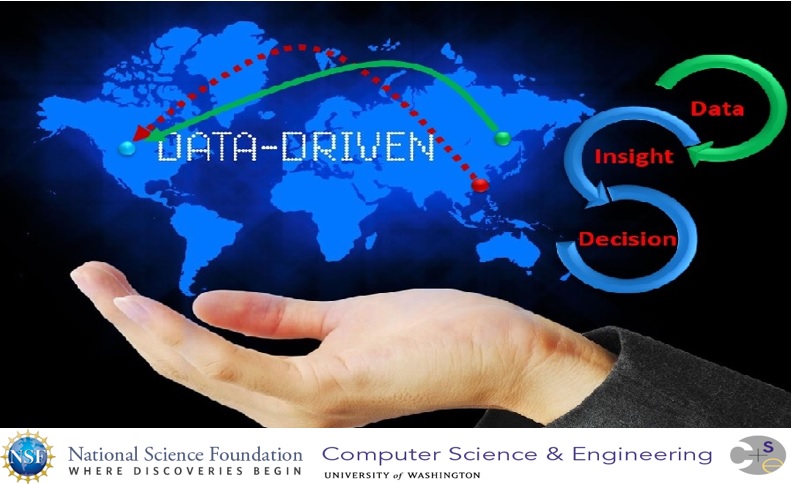 DATA-DRIVEN
Data
Insight
Decision
NSF
National Science Foundation
WHERE DISCOVERIES BEGIN
Computer Science & Engineering
UNIVERSITY of WASHINGTON
S
+
e